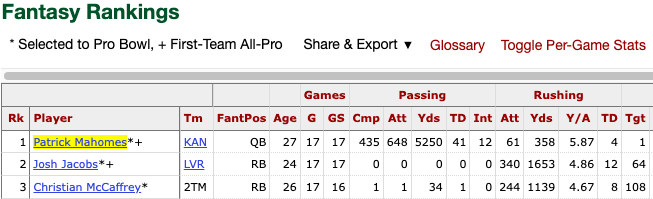 Fantasy Rankings
* Selected to Pro Bowl, + First-Team All-Pro Share & Export ▼ Glossary Toggle Per-Game Stats
Games Passing Rushing
Rk Player Tm FantPos Age G GS Cmp Att Yds TD Int Att Yds Y/A TD Tgt
1 Patrick Mahomes*+ KAN QB 27 17 17 435 648 5250 41 12 61 358 5.87 4 1
2 Josh Jacobs*+ LVR RB 24 17 17 0 0 0 0 0 340 1653 4.86 12 64
3 Christian McCaffrey* 2TM RB 26 17 16 1 1 34 1 0 244 1139 4.67 8 108